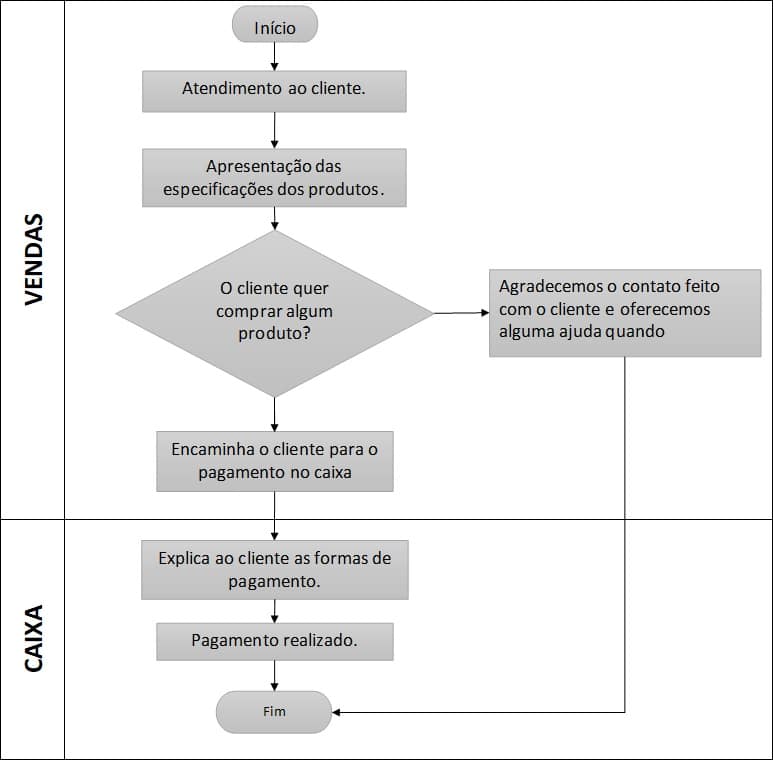 VENDAS
Início
Atendimento ao cliente.
Apresentação das
especificações dos produtos.
O cliente quer
comprar algum
produto?
Agradecemos o contato feito
com o cliente e oferecemos
alguma ajuda quando
Encaminha o cliente para o
pagamento no caixa
CAIXA
Explica ao cliente as formas de
pagamento.
Pagamento realizado.
Fim